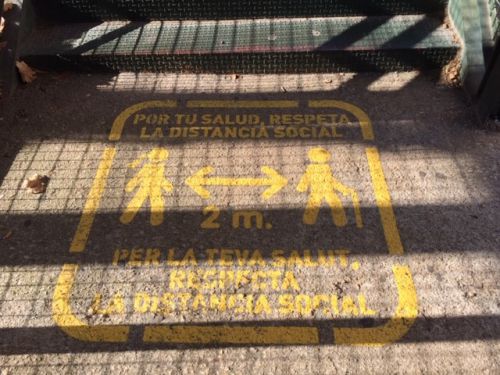 POR TU SALUD, RESPETA
LA DISTANCIA SOCIAL
2 m.
PER LA TEVA SALUT,
RESPECTA
LA DISTÀNCIA SOCIAL